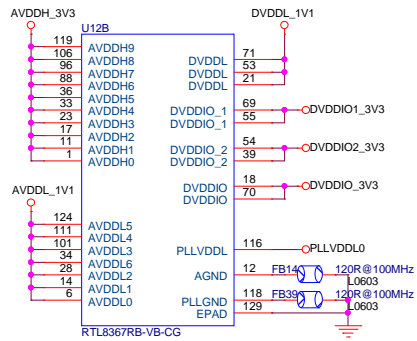 AVDDH_3V3
DVDDL_1V1
U12B
119 AVDDH9
106 AVDDH8
96 AVDDH7
88 AVDDH6
36 AVDDH5
33 AVDDH4
23 AVDDH3
17 AVDDH2
11 AVDDH1
1 AVDDH0
DVDDL 71
DVDDL 53
DVDDL 21
DVDDIO_1 69
DVDDIO_1 55
DVDDIO1_3V3
DVDDIO_2 54
DVDDIO_2 39
DVDDIO2_3V3
DVDDIO 18
DVDDIO 70
DVDDIO_3V3
AVDDL_1V1
124 AVDDL5
111 AVDDL4
101 AVDDL3
34 AVDDL6
28 AVDDL2
14 AVDDL1
6 AVDDL0
PLLVDDL 116
PLLVDDL0
AGND 12
FB14 120R@100MHz
L0603
PLLGND 118
FB39 120R@100MHz
L0603
EPAD 129
RTL8367RB-VB-CG